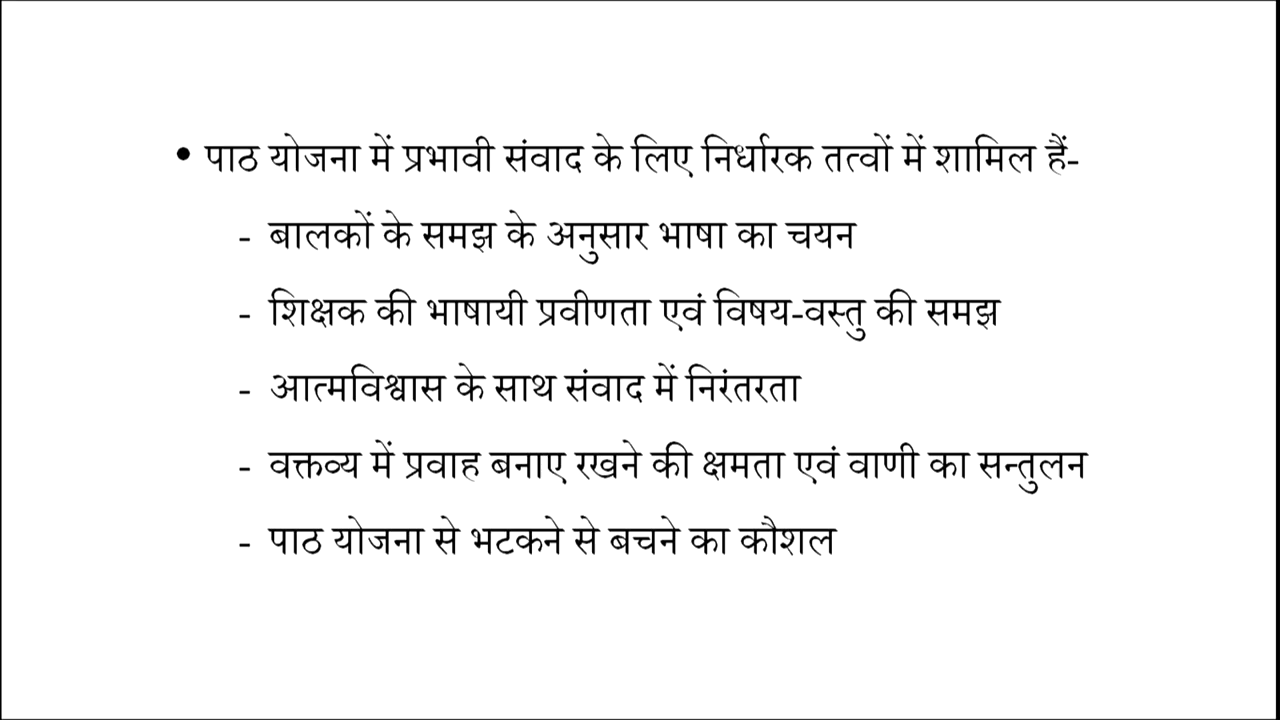 • पाठ योजना में प्रभावी संवाद के लिए निर्धारक तत्वों में शामिल हैं-
- बालकों के समझ के अनुसार भाषा का चयन
- शिक्षक की भाषायी प्रवीणता एवं विषय-वस्तु की समझ
- आत्मविश्वास के साथ संवाद में निरंतरता
- वक्तव्य में प्रवाह बनाए रखने की क्षमता एवं वाणी का सन्तुलन
- पाठ योजना से भटकने से बचने का कौशल